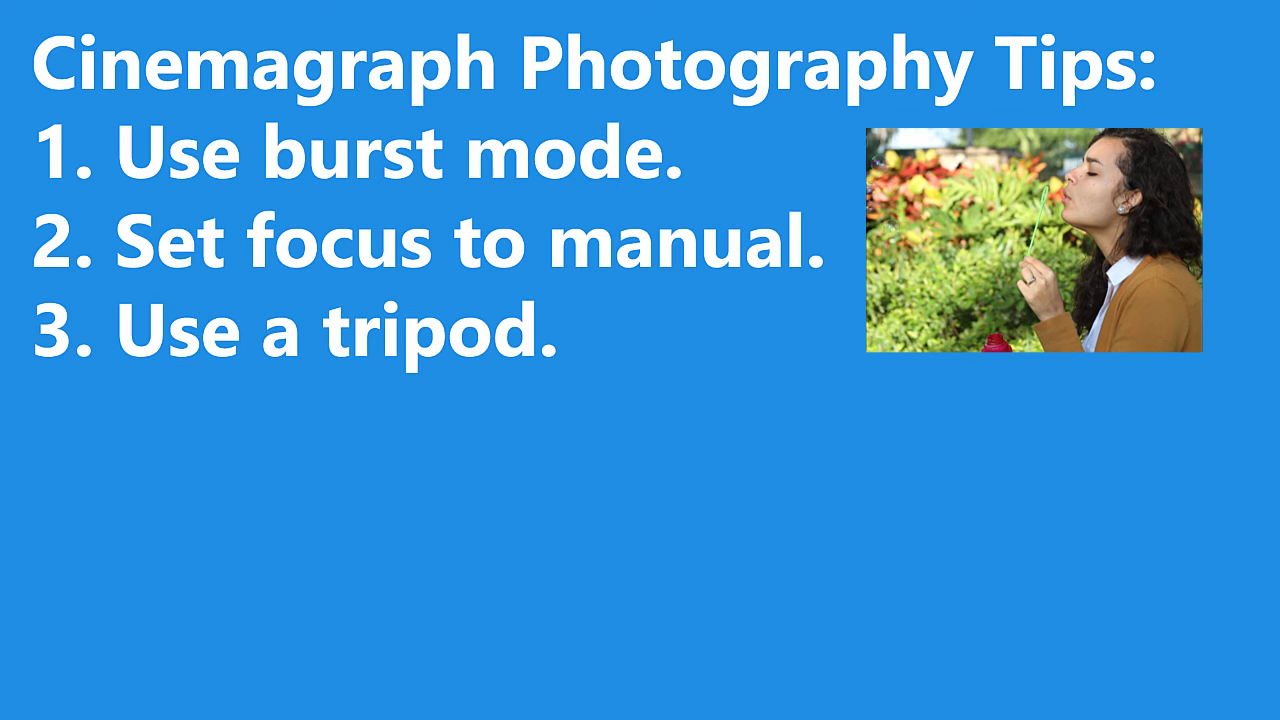 Cinemagraph Photography Tips:
1. Use burst mode.
2. Set focus to manual.
3. Use a tripod.